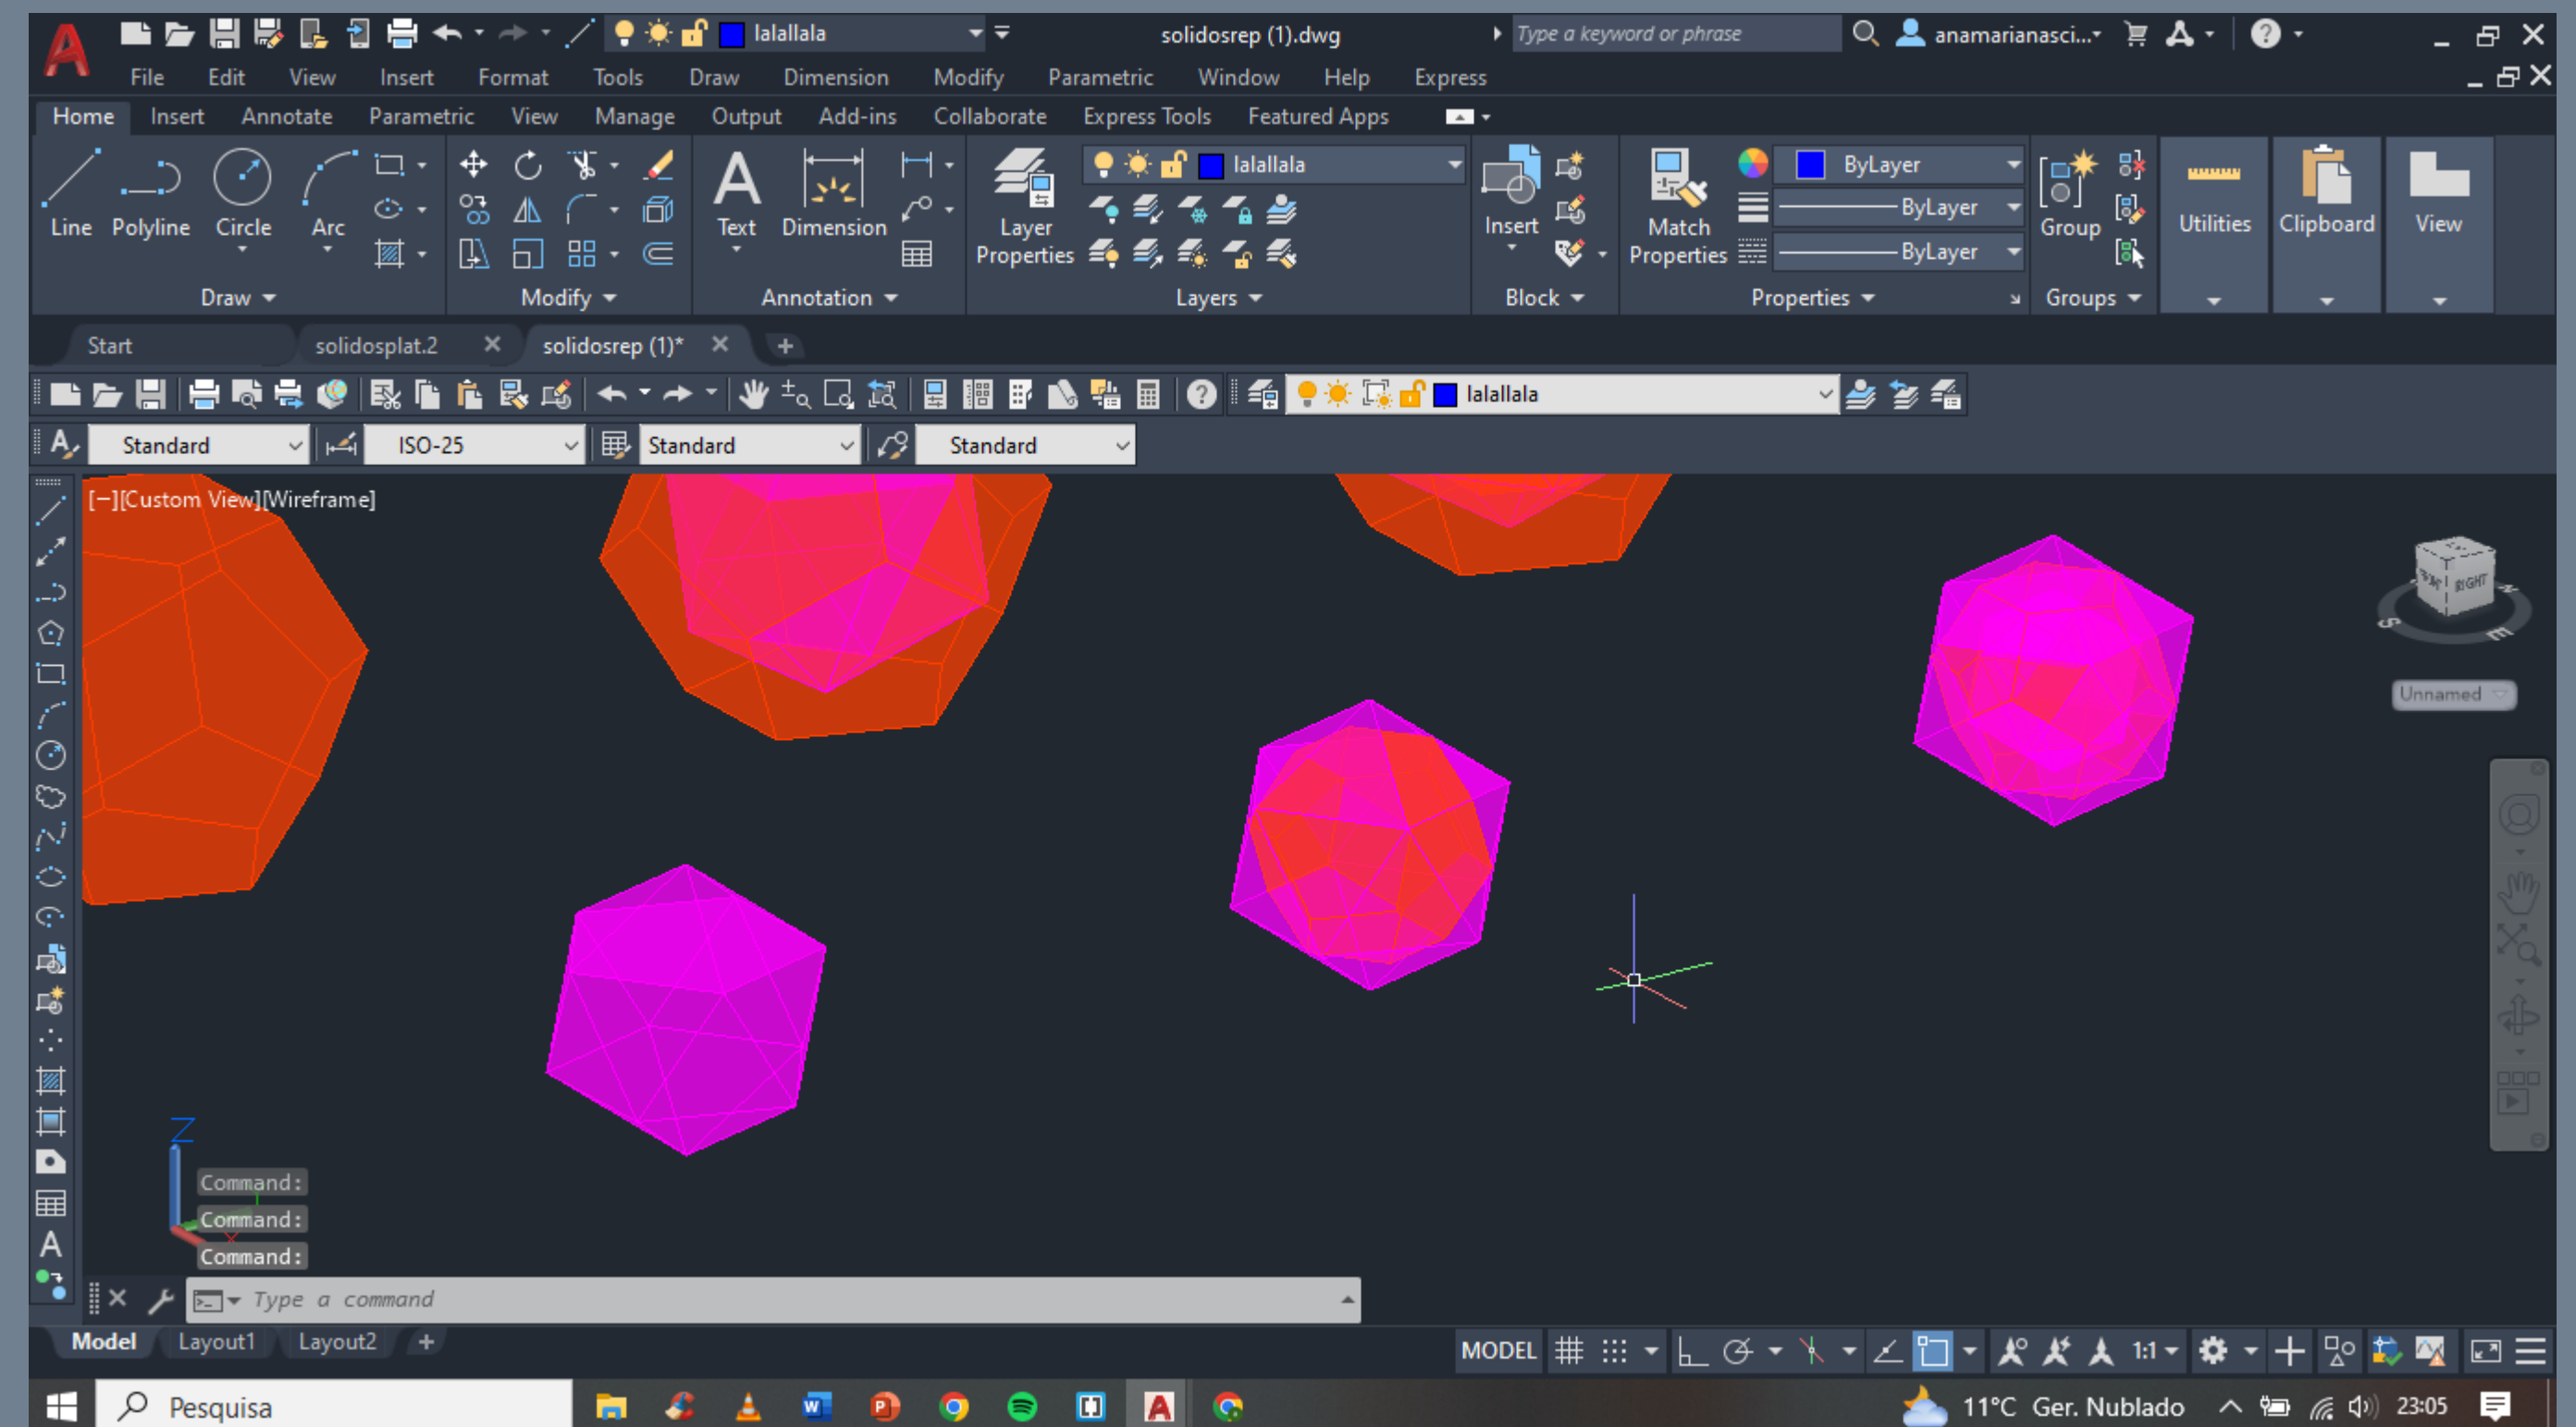 lalallala
solidosrep (1).dwg
Type a keyword or phrase
anamarianasci...
File Edit View Insert Format Tools Draw Dimension Modify Parametric Window Help Express
Home Insert Annotate Parametric View Manage Output Add-ins Collaborate Express Tools Featured Apps
lalallala
ByLayer
ByLayer
ByLayer
Line Polyline Circle Arc
Text Dimension
Layer
Properties
Insert
Match
Properties
Group
Utilities
Clipboard
View
Draw Modify Annotation Layers Block Properties Groups
Start solidosplat.2 solidosrep (1)*
lalallala
Standard ISO-25 Standard Standard
[−][Custom View][Wireframe]
RIGHT
S
E
Unnamed
Z
Command:
Command:
Command:
Type a command
Model Layout1 Layout2
MODEL 1:1
Pesquisa
11°C Ger. Nublado 23:05